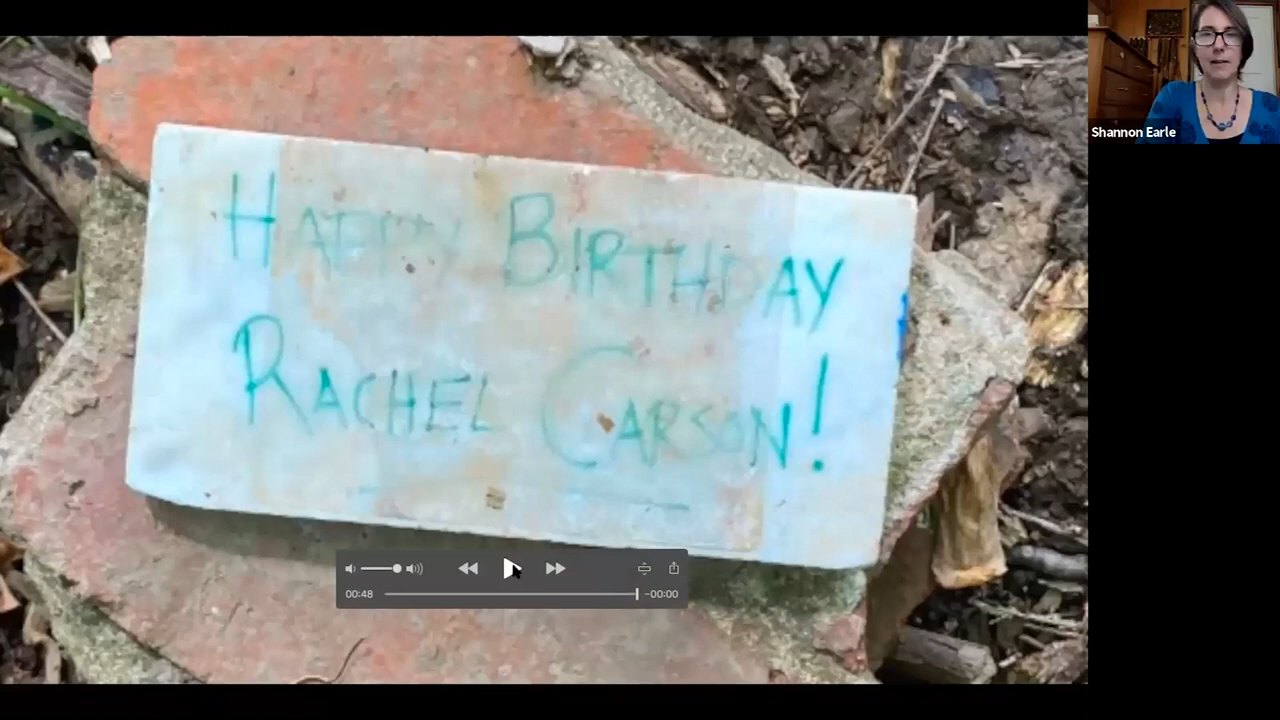 Shannon Earle
HAPPY BIRTHDAY
RACHEL CARSON!
00:48
-00:00